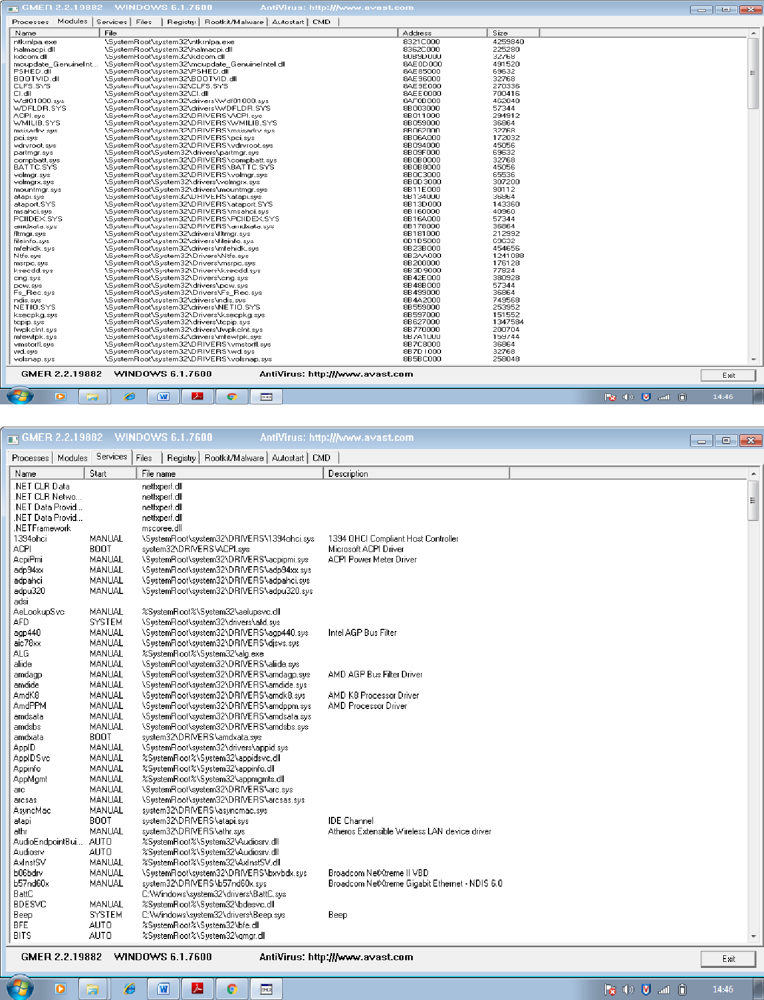 GMER 2.2.19882 WINDOWS 6.1.7600 AntiVirus: http:///www.avast.com
Processes Modules Services Files Registry Rootkit/Malware Autostart CMD
Name File Address Size
ntkrnlpa.exe \SystemRoot\system32\ntkrnlpa.exe 8321C000 4259840
halmacpi.dll \SystemRoot\system32\halmacpi.dll 8362C000 225280
kdcom.dll \SystemRoot\system32\kdcom.dll 80B9D000 32768
mcupdate_GenuineInt... \SystemRoot\system32\mcupdate_GenuineIntel.dll 8AE0D000 491520
PSHED.dll \SystemRoot\system32\PSHED.dll 8AE85000 69632
BOOTVID.dll \SystemRoot\system32\BOOTVID.dll 8AE96000 32768
CLFS.SYS \SystemRoot\system32\CLFS.SYS 8AE9E000 270336
CI.dll \SystemRoot\system32\CI.dll 8AEE0000 700416
Wdf01000.sys \SystemRoot\system32\drivers\Wdf01000.sys 462848
WDFLDR.SYS \SystemRoot\system32\drivers\WDFLDR.SYS 8B003000 57344
ACPI.sys \SystemRoot\system32\DRIVERS\ACPI.sys 8B011000 294912
WMILIB.SYS \SystemRoot\system32\DRIVERS\WMILIB.SYS 8B059000 36864
msisadrv.sys \SystemRoot\system32\DRIVERS\msisadrv.sys 8B062000 32768
pci.sys \SystemRoot\system32\DRIVERS\pci.sys 8B06A000 172032
vdrvroot.sys \SystemRoot\system32\DRIVERS\vdrvroot.sys 8B094000 45056
partmgr.sys \SystemRoot\System32\drivers\partmgr.sys 8B09F000 69632
compbatt.sys \SystemRoot\system32\DRIVERS\compbatt.sys 8B0B0000 32768
BATTC.SYS \SystemRoot\system32\DRIVERS\BATTC.SYS 8B0B8000 45056
volmgr.sys \SystemRoot\system32\DRIVERS\volmgr.sys 8B0C3000 65536
volmgrx.sys \SystemRoot\System32\drivers\volmgrx.sys 8B0D3000 307200
mountmgr.sys \SystemRoot\System32\drivers\mountmgr.sys 8B11E000 90112
atapi.sys \SystemRoot\system32\DRIVERS\atapi.sys 8B134000 36864
ataport.SYS \SystemRoot\system32\DRIVERS\ataport.SYS 8B13D000 143360
msahci.sys \SystemRoot\system32\DRIVERS\msahci.sys 8B160000 40960
PCIIDEX.SYS \SystemRoot\system32\DRIVERS\PCIIDEX.SYS 8B16A000 57344
amdxata.sys \SystemRoot\system32\DRIVERS\amdxata.sys 8B178000 36864
fltmgr.sys \SystemRoot\system32\drivers\fltmgr.sys 8B181000 212992
fileinfo.sys \SystemRoot\system32\drivers\fileinfo.sys 8B1B5000 69632
mfehidk.sys \SystemRoot\system32\drivers\mfehidk.sys 8B23B000 454656
Ntfs.sys \SystemRoot\System32\Drivers\Ntfs.sys 8B2AA000 1241088
msrpc.sys \SystemRoot\System32\Drivers\msrpc.sys 8B200000 176128
ksecdd.sys \SystemRoot\System32\Drivers\ksecdd.sys 8B3D9000 77824
cng.sys \SystemRoot\System32\Drivers\cng.sys 8B42E000 380928
pcw.sys \SystemRoot\System32\drivers\pcw.sys 8B48B000 57344
Fs_Rec.sys \SystemRoot\System32\Drivers\Fs_Rec.sys 8B499000 36864
ndis.sys \SystemRoot\system32\drivers\ndis.sys 8B4A2000 749568
NETIO.SYS \SystemRoot\system32\drivers\NETIO.SYS 8B559000 253952
ksecpkg.sys \SystemRoot\System32\Drivers\ksecpkg.sys 8B597000 151552
tcpip.sys \SystemRoot\System32\drivers\tcpip.sys 8B627000 1347584
fwpkclnt.sys \SystemRoot\System32\drivers\fwpkclnt.sys 8B770000 200704
mfewfpk.sys \SystemRoot\system32\drivers\mfewfpk.sys 8B7A1000 159744
vmstorfl.sys \SystemRoot\system32\DRIVERS\vmstorfl.sys 8B7C8000 36864
wd.sys \SystemRoot\system32\DRIVERS\wd.sys 8B7D1000 32768
volsnap.sys \SystemRoot\system32\DRIVERS\volsnap.sys 8B5BC000 258048
GMER 2.2.19882 WINDOWS 6.1.7600 AntiVirus: http:///www.avast.com Exit
14:46
GMER 2.2.19882 WINDOWS 6.1.7600 AntiVirus: http:///www.avast.com
Processes Modules Services Files Registry Rootkit/Malware Autostart CMD
Name Start File name Description
.NET CLR Data netfxperf.dll
.NET CLR Netwo... netfxperf.dll
.NET Data Provid... netfxperf.dll
.NET Data Provid... netfxperf.dll
.NETFramework mscoree.dll
1394ohci MANUAL \SystemRoot\system32\DRIVERS\1394ohci.sys 1394 OHCI Compliant Host Controller
ACPI BOOT system32\DRIVERS\ACPI.sys Microsoft ACPI Driver
AcpiPmi MANUAL \SystemRoot\system32\DRIVERS\acpipmi.sys ACPI Power Meter Driver
adp94xx MANUAL \SystemRoot\system32\DRIVERS\adp94xx.sys
adpahci MANUAL \SystemRoot\system32\DRIVERS\adpahci.sys
adpu320 MANUAL \SystemRoot\system32\DRIVERS\adpu320.sys
adsi
AeLookupSvc MANUAL %SystemRoot%\System32\aelupsvc.dll
AFD SYSTEM \SystemRoot\system32\drivers\afd.sys
agp440 MANUAL \SystemRoot\system32\DRIVERS\agp440.sys Intel AGP Bus Filter
aic78xx MANUAL \SystemRoot\system32\DRIVERS\djsvs.sys
ALG MANUAL %SystemRoot%\System32\alg.exe
aliide MANUAL \SystemRoot\system32\DRIVERS\aliide.sys
amdagp MANUAL \SystemRoot\system32\DRIVERS\amdagp.sys AMD AGP Bus Filter Driver
amdide MANUAL \SystemRoot\system32\DRIVERS\amdide.sys
AmdK8 MANUAL \SystemRoot\system32\DRIVERS\amdk8.sys AMD K8 Processor Driver
AmdPPM MANUAL \SystemRoot\system32\DRIVERS\amdppm.sys AMD Processor Driver
amdsata MANUAL \SystemRoot\system32\DRIVERS\amdsata.sys
amdsbs MANUAL \SystemRoot\system32\DRIVERS\amdsbs.sys
amdxata BOOT system32\DRIVERS\amdxata.sys
AppID MANUAL \SystemRoot\system32\drivers\appid.sys
AppIDSvc MANUAL %SystemRoot%\System32\appidsvc.dll
Appinfo MANUAL %SystemRoot%\System32\appinfo.dll
AppMgmt MANUAL %SystemRoot%\System32\appmgmts.dll
arc MANUAL \SystemRoot\system32\DRIVERS\arc.sys
arcsas MANUAL \SystemRoot\system32\DRIVERS\arcsas.sys
AsyncMac MANUAL system32\DRIVERS\asyncmac.sys
atapi BOOT system32\DRIVERS\atapi.sys IDE Channel
athr MANUAL system32\DRIVERS\athr.sys Atheros Extensible Wireless LAN device driver
AudioEndpointBui... AUTO %SystemRoot%\System32\Audiosrv.dll
Audiosrv AUTO %SystemRoot%\System32\Audiosrv.dll
AxInstSV MANUAL %SystemRoot%\System32\AxInstSV.dll
b06bdrv MANUAL \SystemRoot\system32\DRIVERS\bxvbdx.sys Broadcom NetXtreme II VBD
b57nd60x MANUAL system32\DRIVERS\b57nd60x.sys Broadcom NetXtreme Gigabit Ethernet - NDIS 6.0
BattC C:\Windows\system32\drivers\BattC.sys
BDESVC MANUAL %SystemRoot%\System32\bdesvc.dll
Beep SYSTEM C:\Windows\system32\drivers\Beep.sys Beep
BFE AUTO %SystemRoot%\System32\bfe.dll
BITS AUTO %SystemRoot%\System32\qmgr.dll
GMER 2.2.19882 WINDOWS 6.1.7600 AntiVirus: http:///www.avast.com Exit
14:46